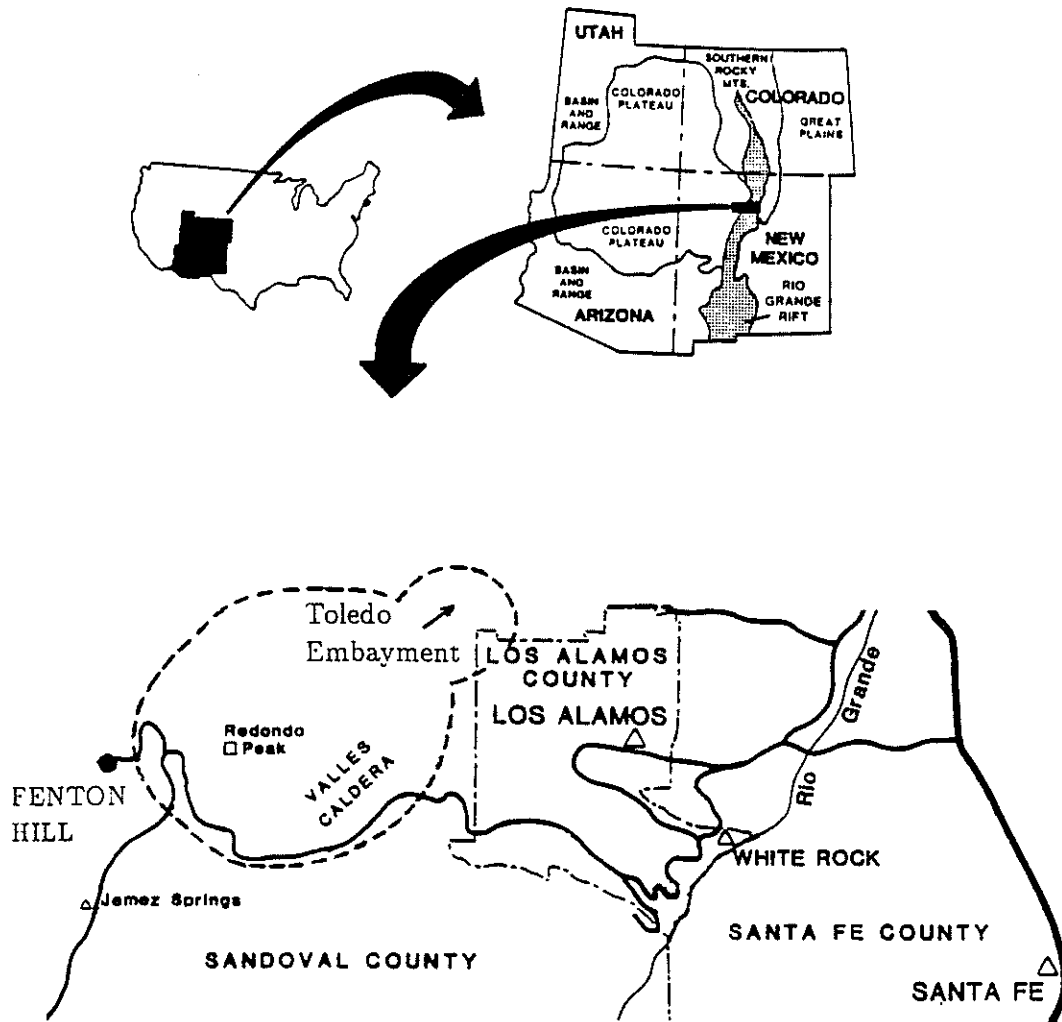 UTAH
SOUTHERN
ROCKY
MTS.
COLORADO
PLATEAU
COLORADO
BASIN
AND
RANGE
GREAT
PLAINS
COLORADO
PLATEAU
NEW
MEXICO
BASIN
AND
RANGE
RIO
GRANDE
RIFT
ARIZONA
Toledo
Embayment
LOS ALAMOS
COUNTY
LOS ALAMOS
Grande
Rio
Redondo
Peak
VALLES
CALDERA
FENTON
HILL
WHITE ROCK
Jemez Springs
SANDOVAL COUNTY
SANTA FE COUNTY
SANTA FE